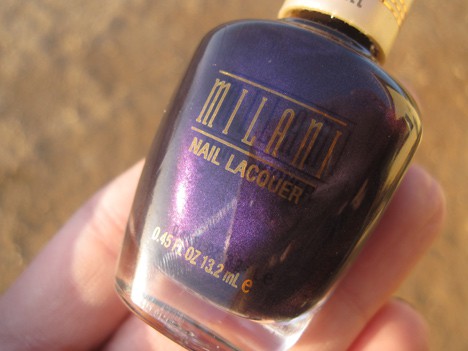 MILANI
NAIL LACQUER
0.45 FL OZ 13.2 mL e